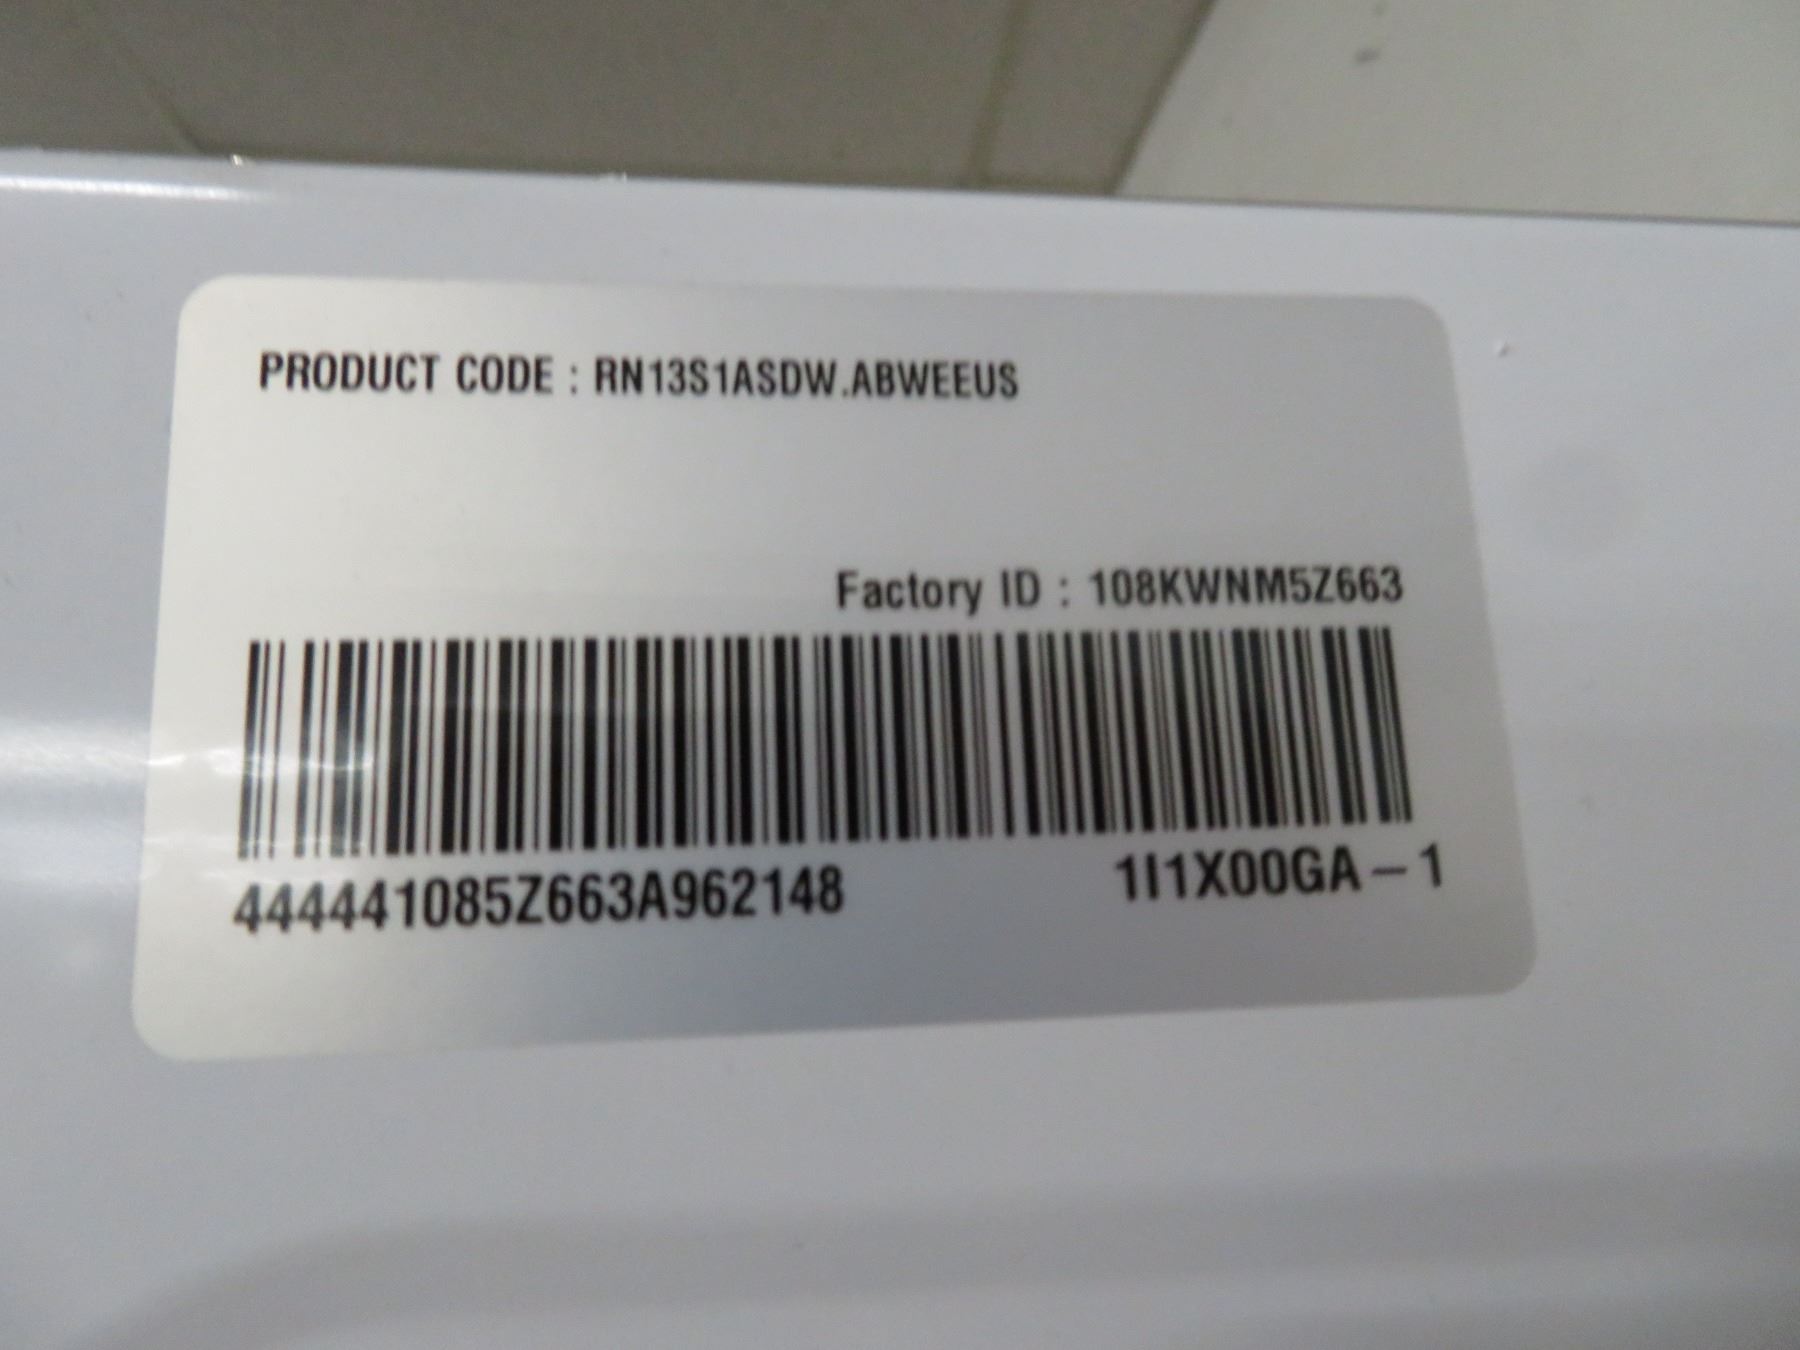 PRODUCT CODE : RN13S1ASDW.ABWEEUS
Factory ID : 108KWNM5Z663
444441085Z663A962148 1I1X00GA-1